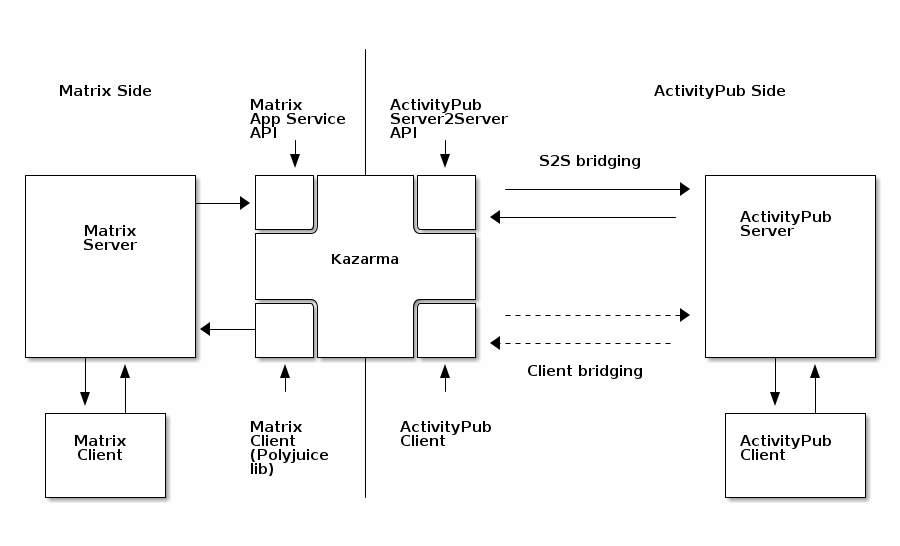 Matrix Side
ActivityPub Side
Matrix
App Service
API
ActivityPub
Server2Server
API
S2S bridging
Matrix
Server
Kazarma
ActivityPub
Server
Client bridging
Matrix
Client
Matrix
Client
(Polyjuice
lib)
ActivityPub
Client
ActivityPub
Client